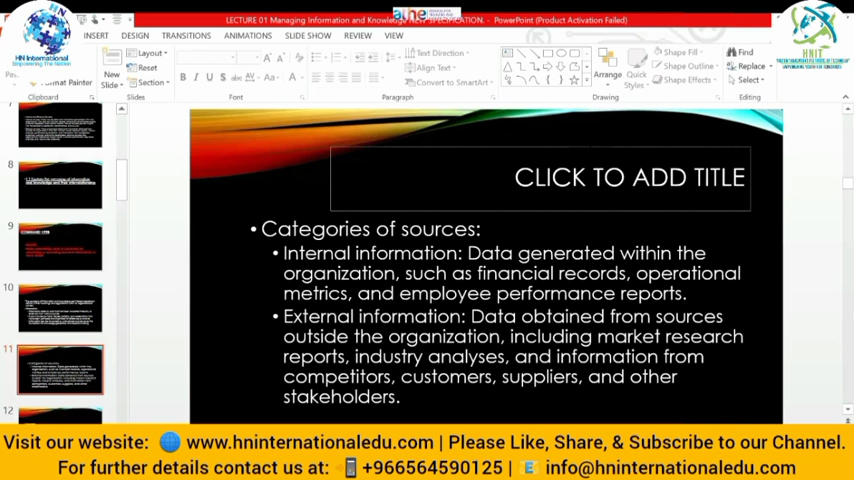 LECTURE 01 Managing Information and Knowledge NEW SPECIFICATION. - PowerPoint (Product Activation Failed)
HN International
HNIT
INSERT DESIGN TRANSITIONS ANIMATIONS SLIDE SHOW REVIEW VIEW
Format Painter
Clipboard
New
Slide
Layout
Reset
Section
Slides
Font
Text Direction
Align Text
Convert to SmartArt
Paragraph
Arrange
Quick
Styles
Shape Fill
Shape Outline
Shape Effects
Drawing
Find
Replace
Select
Editing
8
9
10
11
12
CLICK TO ADD TITLE
• Categories of sources:
• Internal information: Data generated within the
organization, such as financial records, operational
metrics, and employee performance reports.
• External information: Data obtained from sources
outside the organization, including market research
reports, industry analyses, and information from
competitors, customers, suppliers, and other
stakeholders.
Visit our website: 🌐 www.hninternationaledu.com | Please Like, Share, & Subscribe to our Channel.
For further details contact us at: 📲 +966564590125 | 📧 info@hninternationaledu.com